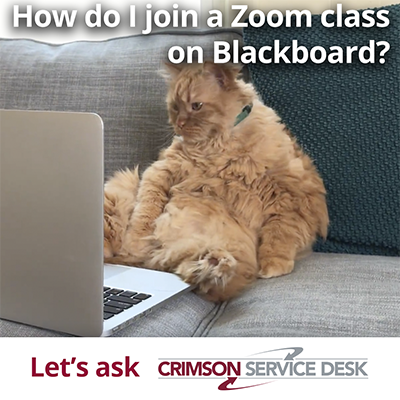 How do I join a Zoom class
on Blackboard?
Let's ask CRIMSON SERVICE DESK